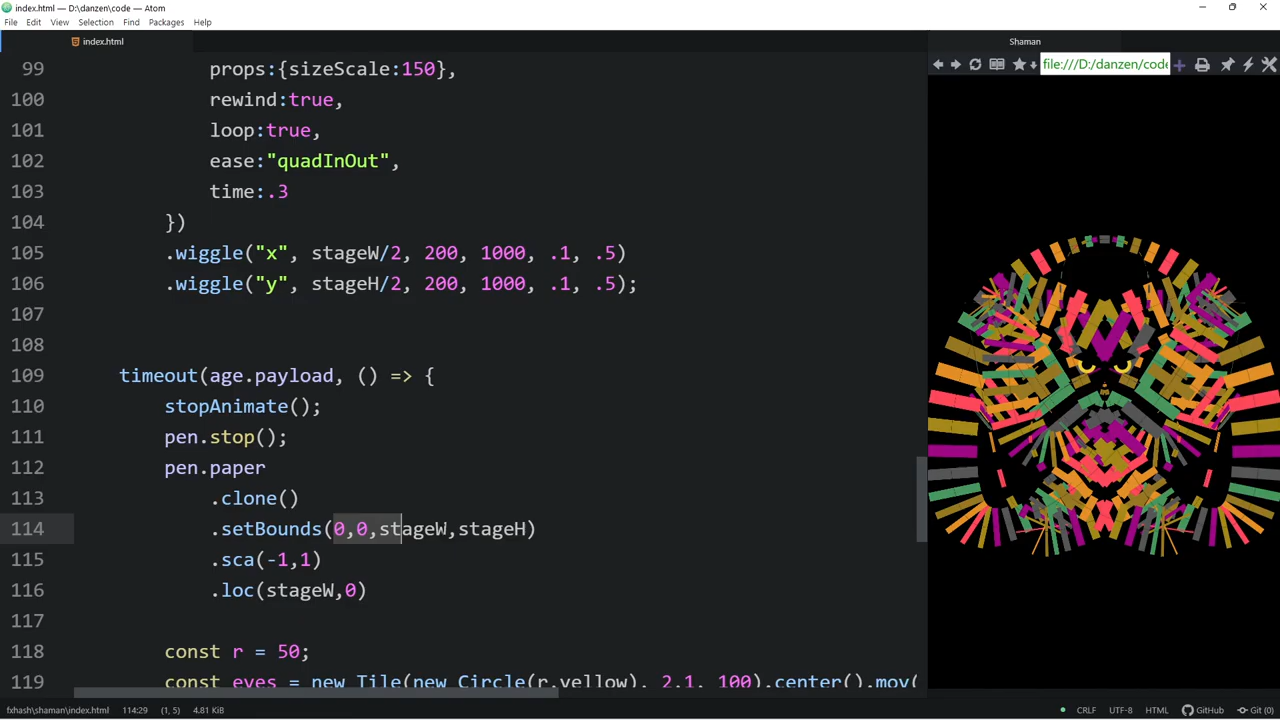 index.html — D:\danzen\code — Atom
File Edit View Selection Find Packages Help
index.html
Shaman
file:///D:/danzen/code
99 props:{sizeScale:150},
100 rewind:true,
101 loop:true,
102 ease:"quadInOut",
103 time:.3
104 })
105 .wiggle("x", stageW/2, 200, 1000, .1, .5)
106 .wiggle("y", stageH/2, 200, 1000, .1, .5);
107
108
109 timeout(age.payload, () => {
110 stopAnimate();
111 pen.stop();
112 pen.paper
113 .clone()
114 .setBounds(0,0,stageW,stageH)
115 .sca(-1,1)
116 .loc(stageW,0)
117
118 const r = 50;
119 const eyes = new Tile(new Circle(r,yellow), 2,1, 100).center().mov(
fxhash\shaman\index.html 114:29 (1, 5) 4.81 KiB CRLF UTF-8 HTML GitHub Git (0)